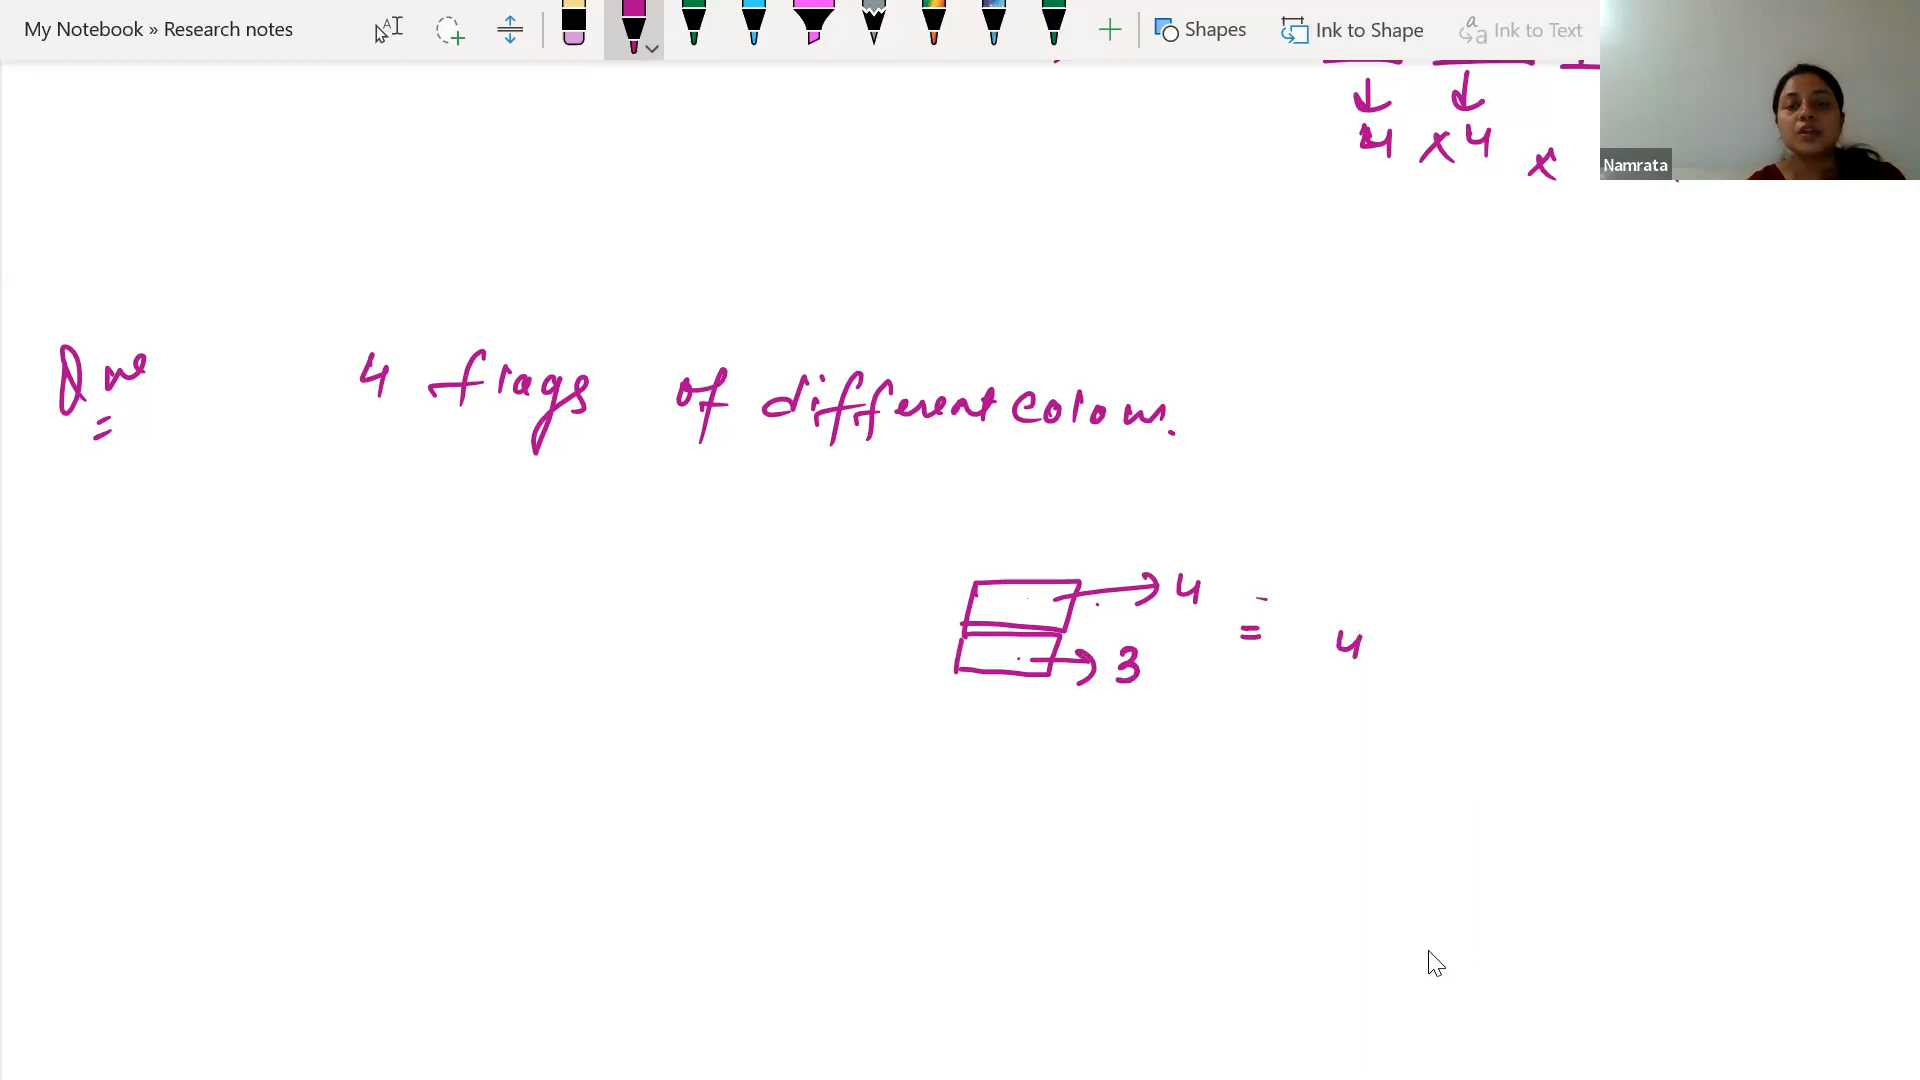 My Notebook » Research notes
Shapes
Ink to Shape
Ink to Text
Namrata
4 x 4 x
Que 4 flags of different colour.
4
= 4
3